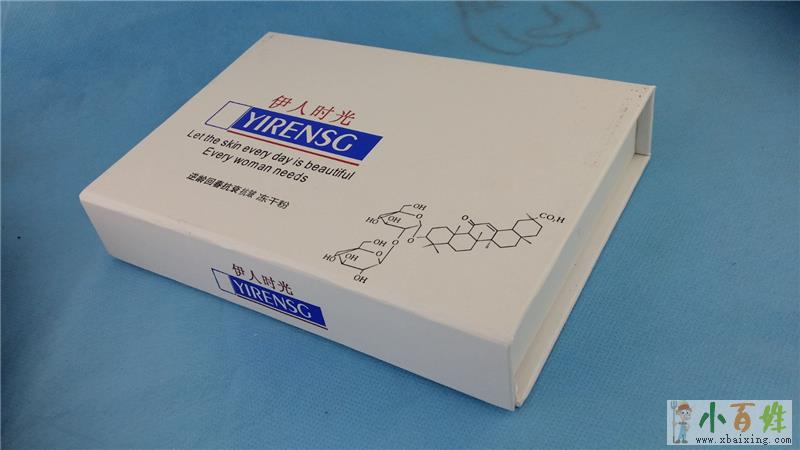 伊人时光
YIRENSG
Let the skin every day is beautiful
Every woman needs
逆龄回春抗衰抗皱 冻干粉
OH
O
OH
HO
OH
O
CO₂H
OH
O
O
O
OH
HO
OH
伊人时光
YIRENSG
小百姓
www.xbaixing.com